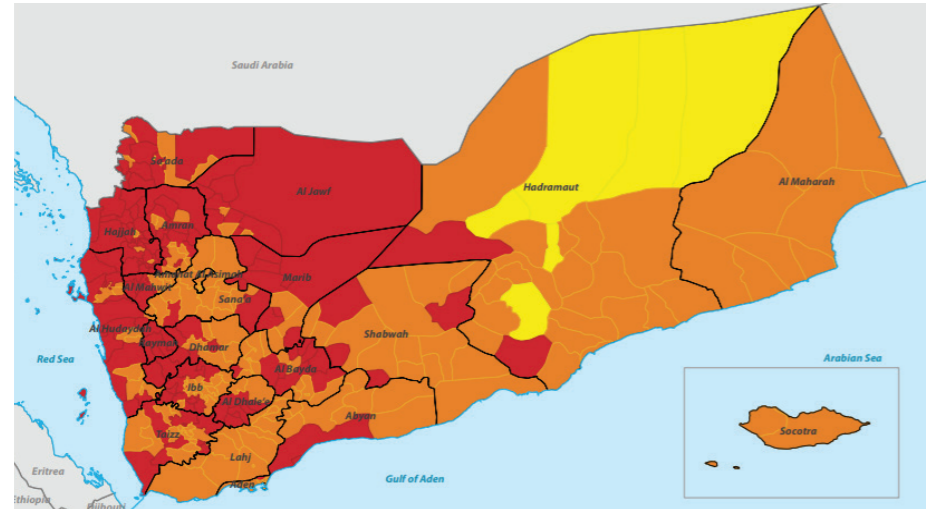 Saudi Arabia
Sa'ada
Al Jawf
Hadramaut
Al Maharah
Hajjah
Amran
Amanat Al Asimah
Marib
Al Mahwit
Sana'a
Al Hudaydah
Raymah
Dhamar
Shabwah
Red Sea
Arabian Sea
Al Bayda
Ibb
Al Dhale'e
Abyan
Socotra
Taizz
Lahj
Eritrea
Gulf of Aden
Aden
Ethiopia
Djibouti